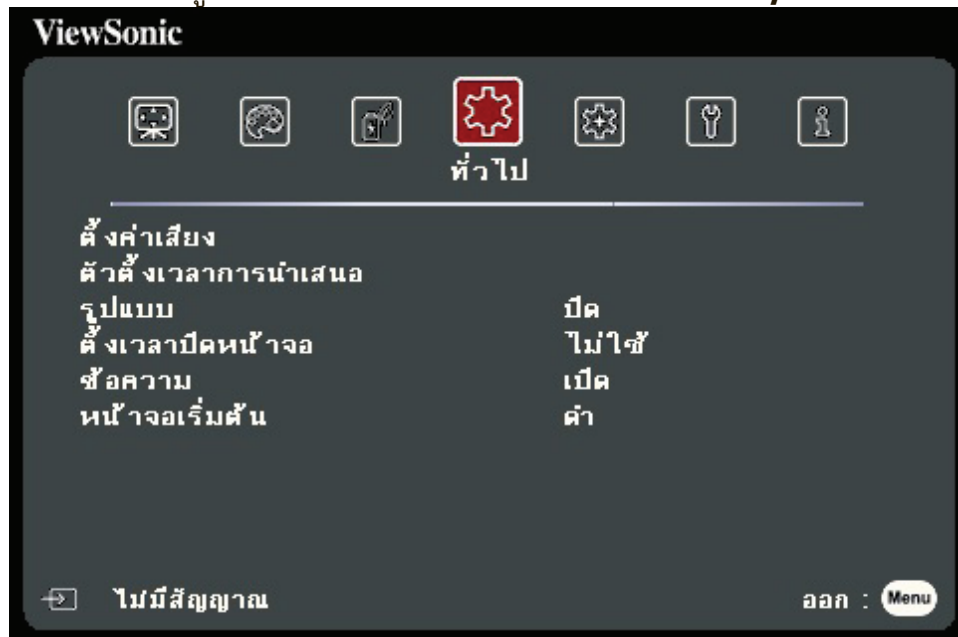 ViewSonic
ทั่วไป
ตั้งค่าเสียง
ตัวตั้งเวลาการนำเสนอ
รูปแบบ ปิด
ตั้งเวลาปิดหน้าจอ ไม่ใช้
ข้อความ เปิด
หน้าจอเริ่มต้น ดำ
ไม่มีสัญญาณ ออก : Menu